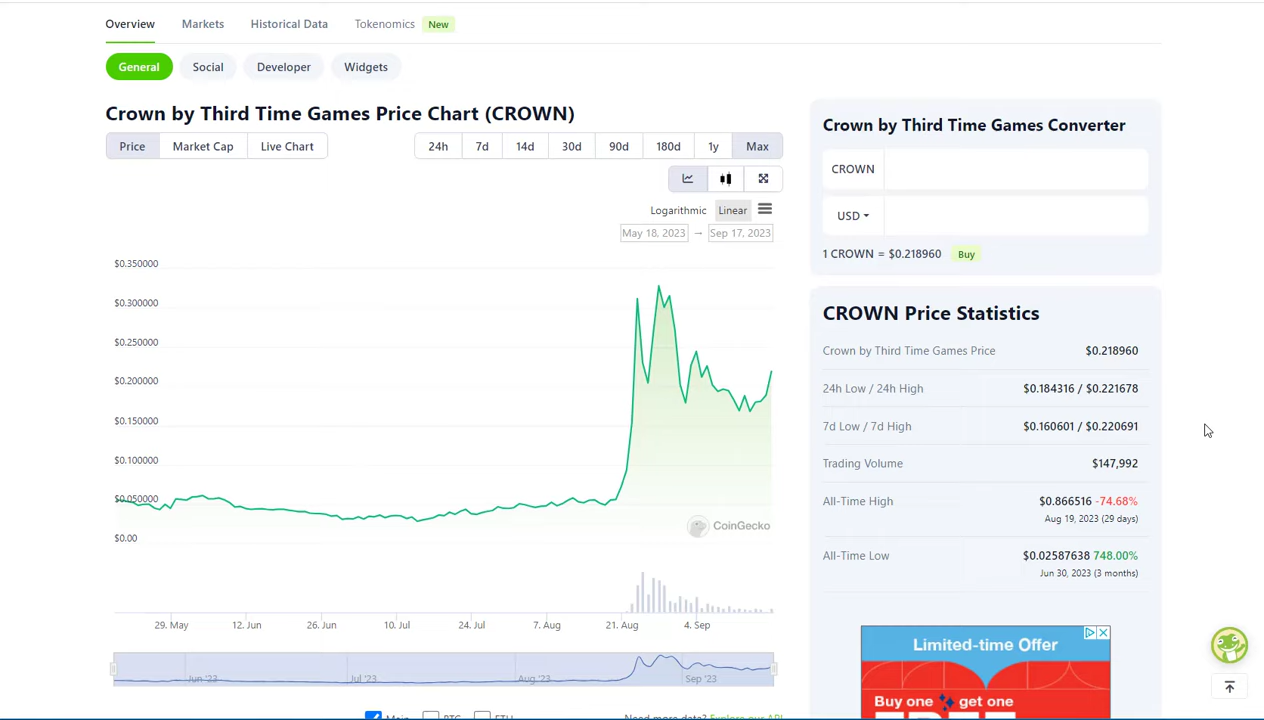 Overview Markets Historical Data Tokenomics New
General Social Developer Widgets
Crown by Third Time Games Price Chart (CROWN)
Price Market Cap Live Chart 24h 7d 14d 30d 90d 180d 1y Max
Logarithmic Linear
May 18, 2023 → Sep 17, 2023
$0.350000
$0.300000
$0.250000
$0.200000
$0.150000
$0.100000
$0.050000
$0.00
CoinGecko
29. May 12. Jun 26. Jun 10. Jul 24. Jul 7. Aug 21. Aug 4. Sep
Jun '23 Jul '23 Aug '23 Sep '23
Need more data? Explore our API
Crown by Third Time Games Converter
CROWN
USD
1 CROWN = $0.218960 Buy
CROWN Price Statistics
Crown by Third Time Games Price $0.218960
24h Low / 24h High $0.184316 / $0.221678
7d Low / 7d High $0.160601 / $0.220691
Trading Volume $147,992
All-Time High $0.866516 -74.68%
Aug 19, 2023 (29 days)
All-Time Low $0.02587638 748.00%
Jun 30, 2023 (3 months)
Limited-time Offer
Buy one get one